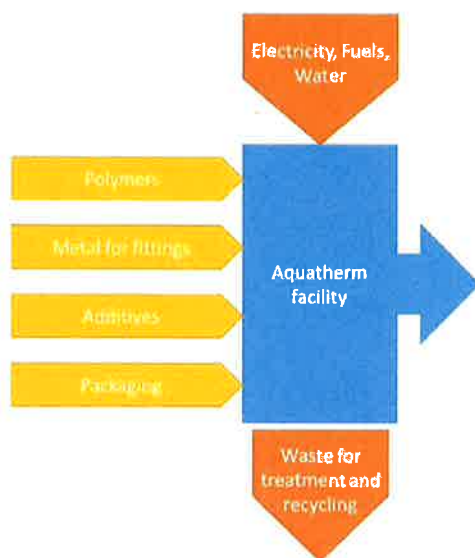 Electricity, Fuels,
Water
Polymers
Metal for fittings
Additives
Packaging
Aquatherm
facility
Waste for
treatment and
recycling